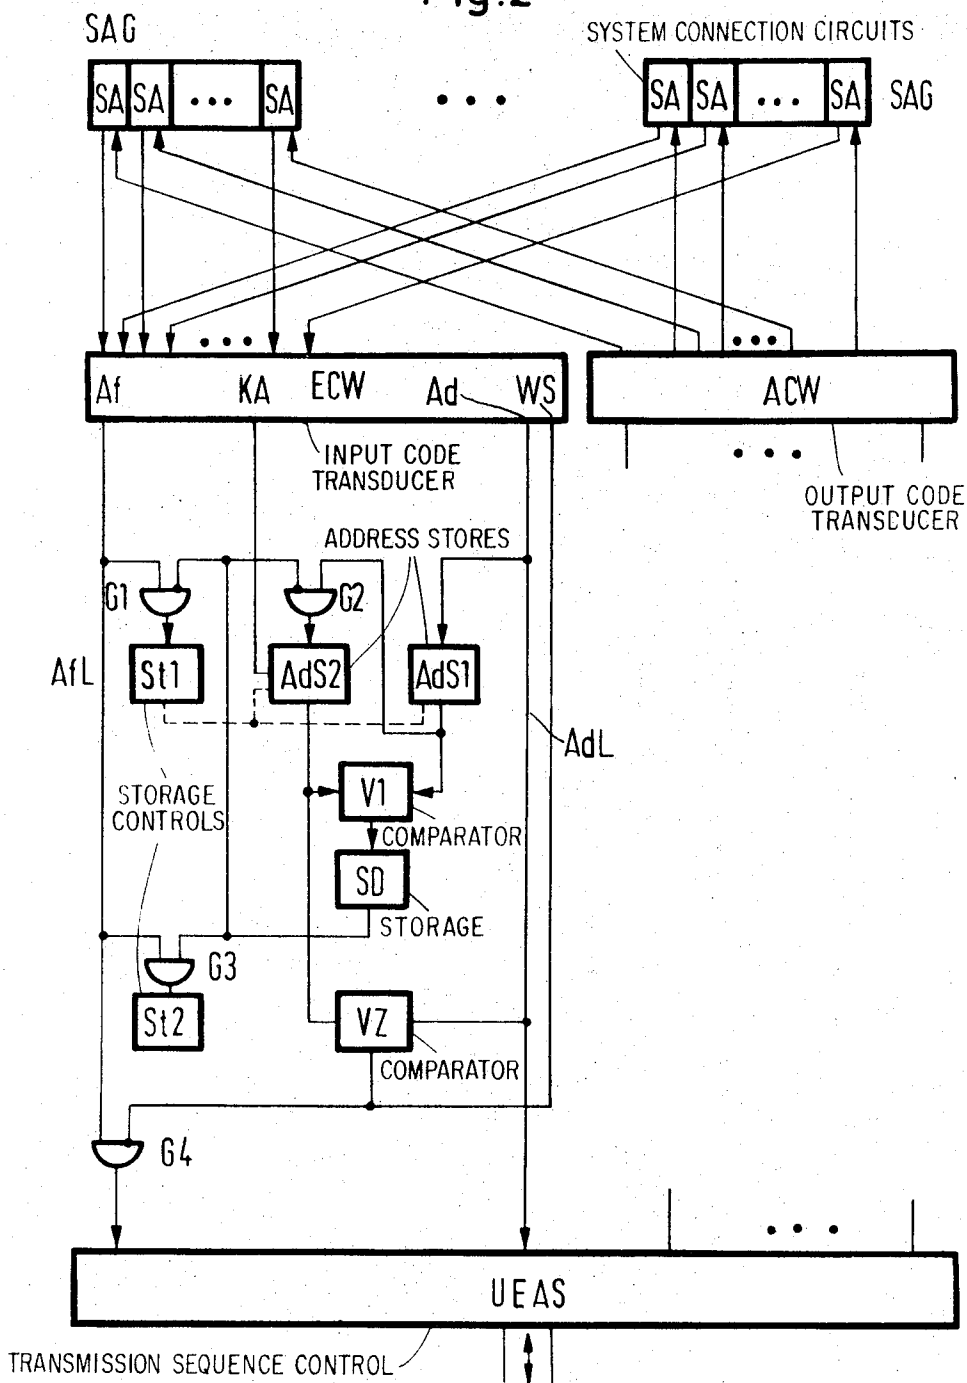 Fig.2
SAG
SYSTEM CONNECTION CIRCUITS
SA SA ... SA
...
SA SA ... SA
SAG
...
...
Af KA ECW Ad WS
ACW
INPUT CODE
TRANSDUCER
...
OUTPUT CODE
TRANSDUCER
ADDRESS STORES
G1
G2
AfL
St1
AdS2
AdS1
AdL
STORAGE
CONTROLS
V1
COMPARATOR
SD
STORAGE
G3
St2
VZ
COMPARATOR
G4
...
UEAS
TRANSMISSION SEQUENCE CONTROL